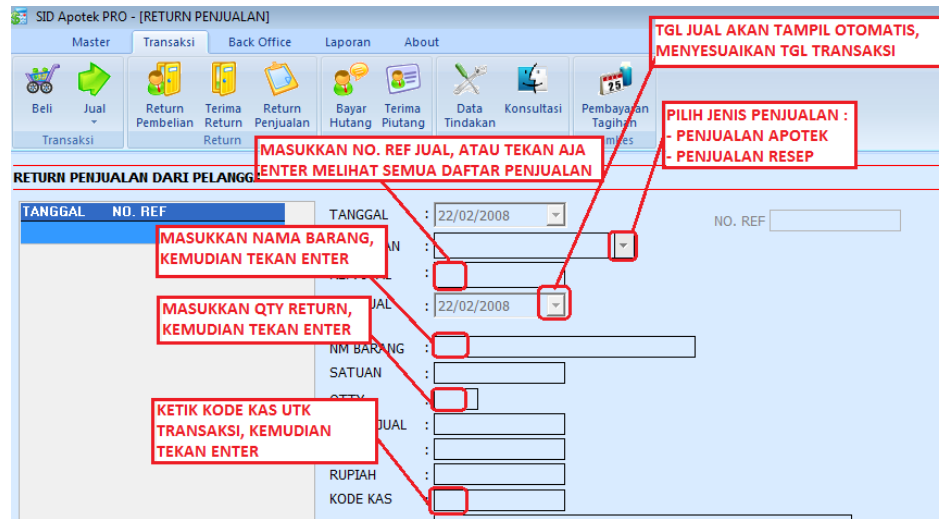 SID Apotek PRO - [RETURN PENJUALAN]
Master Transaksi Back Office Laporan About
TGL JUAL AKAN TAMPIL OTOMATIS,
MENYESUAIKAN TGL TRANSAKSI
Beli Jual Return Pembelian Terima Return Return Penjualan Bayar Hutang Terima Piutang Data Tindakan Konsultasi Pembayaran Tagihan
Transaksi Return
PILIH JENIS PENJUALAN :
- PENJUALAN APOTEK
- PENJUALAN RESEP
MASUKKAN NO. REF JUAL, ATAU TEKAN AJA
ENTER MELIHAT SEMUA DAFTAR PENJUALAN
RETURN PENJUALAN DARI
TANGGAL NO. REF
TANGGAL : 22/02/2008
NO. REF
MASUKKAN NAMA BARANG,
KEMUDIAN TEKAN ENTER
:
:
JUAL : 22/02/2008
MASUKKAN QTY RETURN,
KEMUDIAN TEKAN ENTER
NM BARANG :
SATUAN :
QTTY :
KETIK KODE KAS UTK
TRANSAKSI, KEMUDIAN
TEKAN ENTER
JUAL :
:
RUPIAH :
KODE KAS :